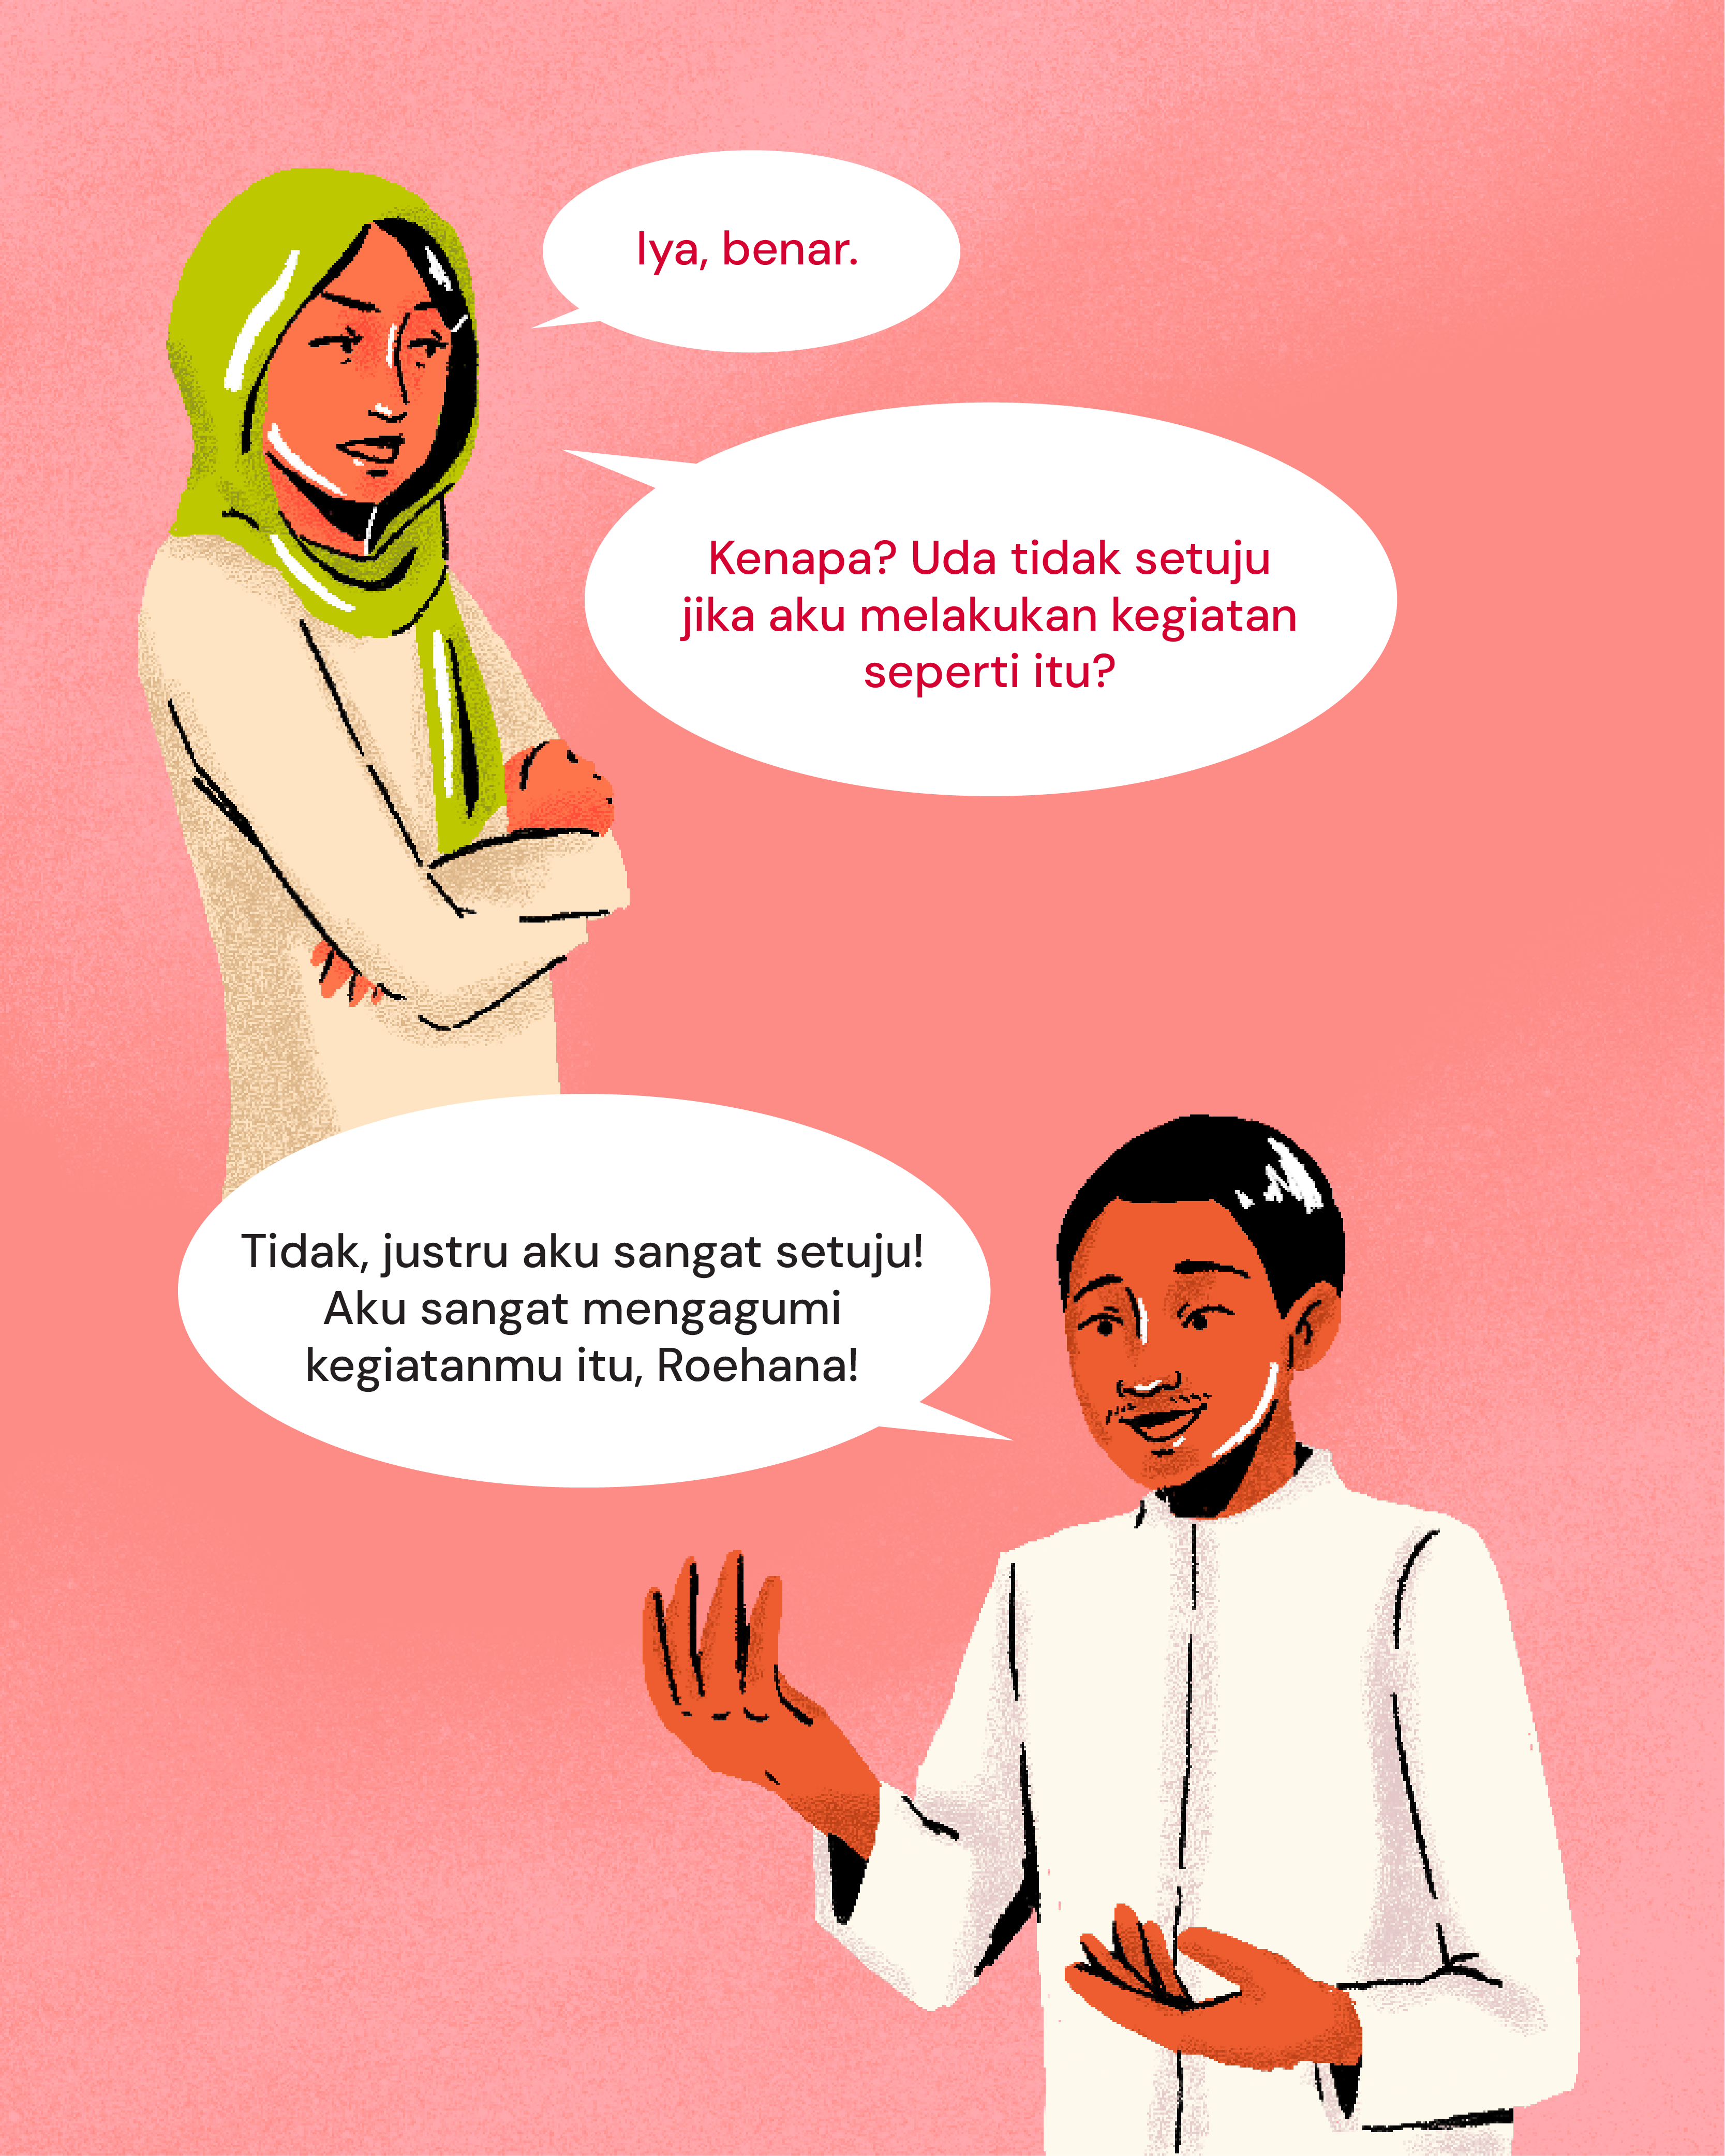 Iya, benar.
Kenapa? Uda tidak setuju
jika aku melakukan kegiatan
seperti itu?
Tidak, justru aku sangat setuju!
Aku sangat mengagumi
kegiatanmu itu, Roehana!